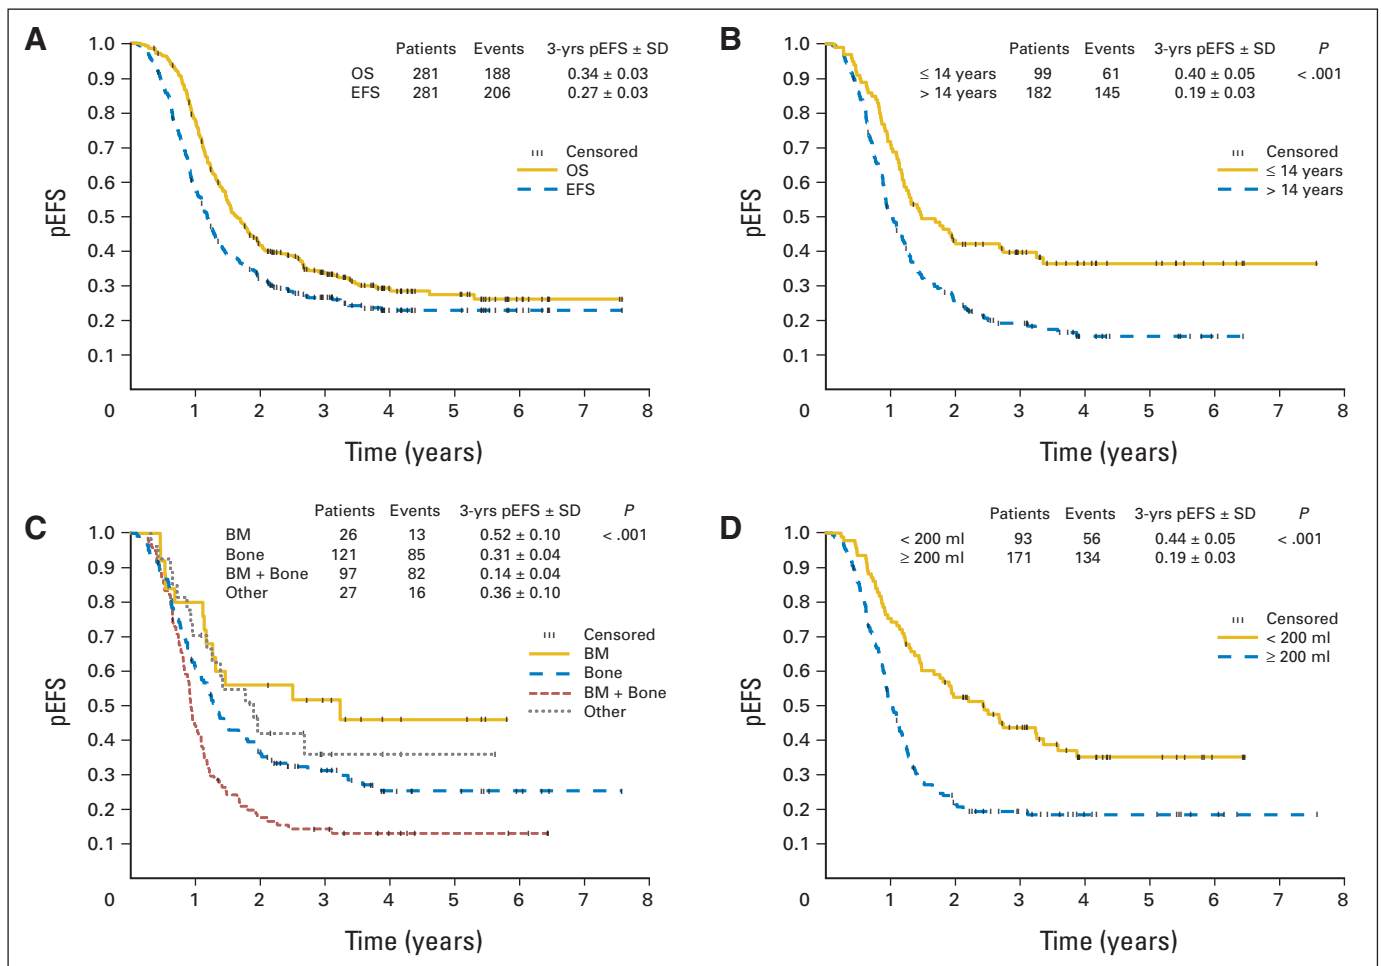 A
Patients Events 3-yrs pEFS ± SD
OS 281 188 0.34 ± 0.03
EFS 281 206 0.27 ± 0.03
Censored
OS
EFS
pEFS
1.0
0.9
0.8
0.7
0.6
0.5
0.4
0.3
0.2
0.1
0 1 2 3 4 5 6 7 8
Time (years)
B
Patients Events 3-yrs pEFS ± SD P
≤ 14 years 99 61 0.40 ± 0.05 < .001
> 14 years 182 145 0.19 ± 0.03
Censored
≤ 14 years
> 14 years
pEFS
1.0
0.9
0.8
0.7
0.6
0.5
0.4
0.3
0.2
0.1
0 1 2 3 4 5 6 7 8
Time (years)
C
Patients Events 3-yrs pEFS ± SD P
BM 26 13 0.52 ± 0.10 < .001
Bone 121 85 0.31 ± 0.04
BM + Bone 97 82 0.14 ± 0.04
Other 27 16 0.36 ± 0.10
Censored
BM
Bone
BM + Bone
Other
pEFS
1.0
0.9
0.8
0.7
0.6
0.5
0.4
0.3
0.2
0.1
0 1 2 3 4 5 6 7 8
Time (years)
D
Patients Events 3-yrs pEFS ± SD P
< 200 ml 93 56 0.44 ± 0.05 < .001
≥ 200 ml 171 134 0.19 ± 0.03
Censored
< 200 ml
≥ 200 ml
pEFS
1.0
0.9
0.8
0.7
0.6
0.5
0.4
0.3
0.2
0.1
0 1 2 3 4 5 6 7 8
Time (years)